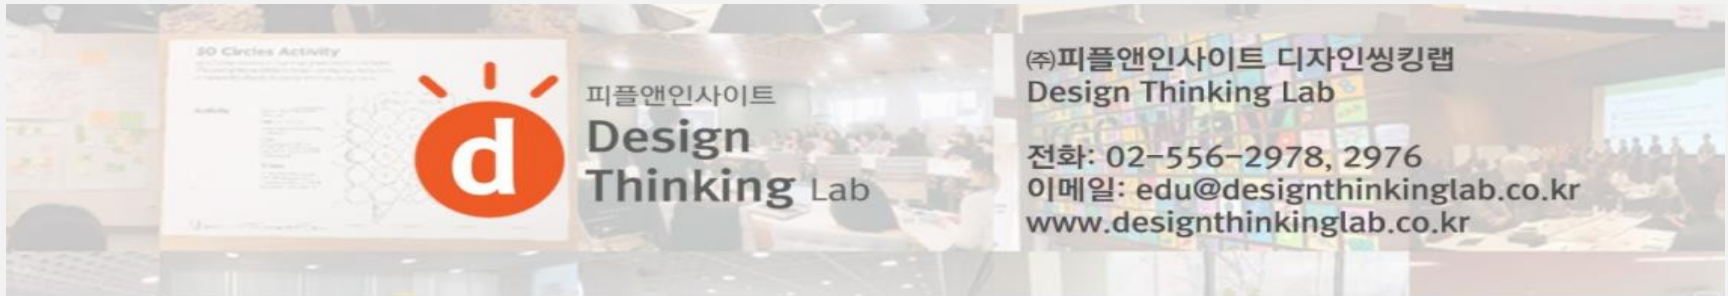 50 Circles Activity
d
피플앤인사이트
Design
Thinking Lab
㈜피플앤인사이트 디자인씽킹랩
Design Thinking Lab
전화: 02-556-2978, 2976
이메일: edu@designthinkinglab.co.kr
www.designthinkinglab.co.kr